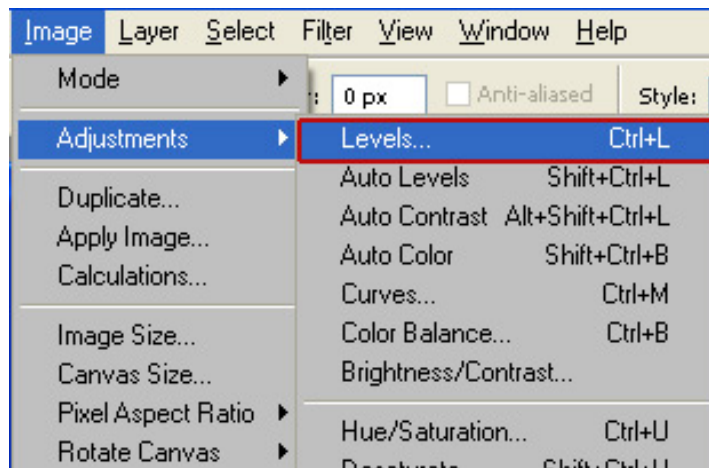 Image Layer Select Filter View Window Help
Mode
: 0 px Anti-aliased Style:
Adjustments
Levels... Ctrl+L
Auto Levels Shift+Ctrl+L
Duplicate...
Auto Contrast Alt+Shift+Ctrl+L
Apply Image...
Auto Color Shift+Ctrl+B
Calculations...
Curves... Ctrl+M
Image Size...
Color Balance... Ctrl+B
Canvas Size...
Brightness/Contrast...
Pixel Aspect Ratio
Hue/Saturation... Ctrl+U
Rotate Canvas